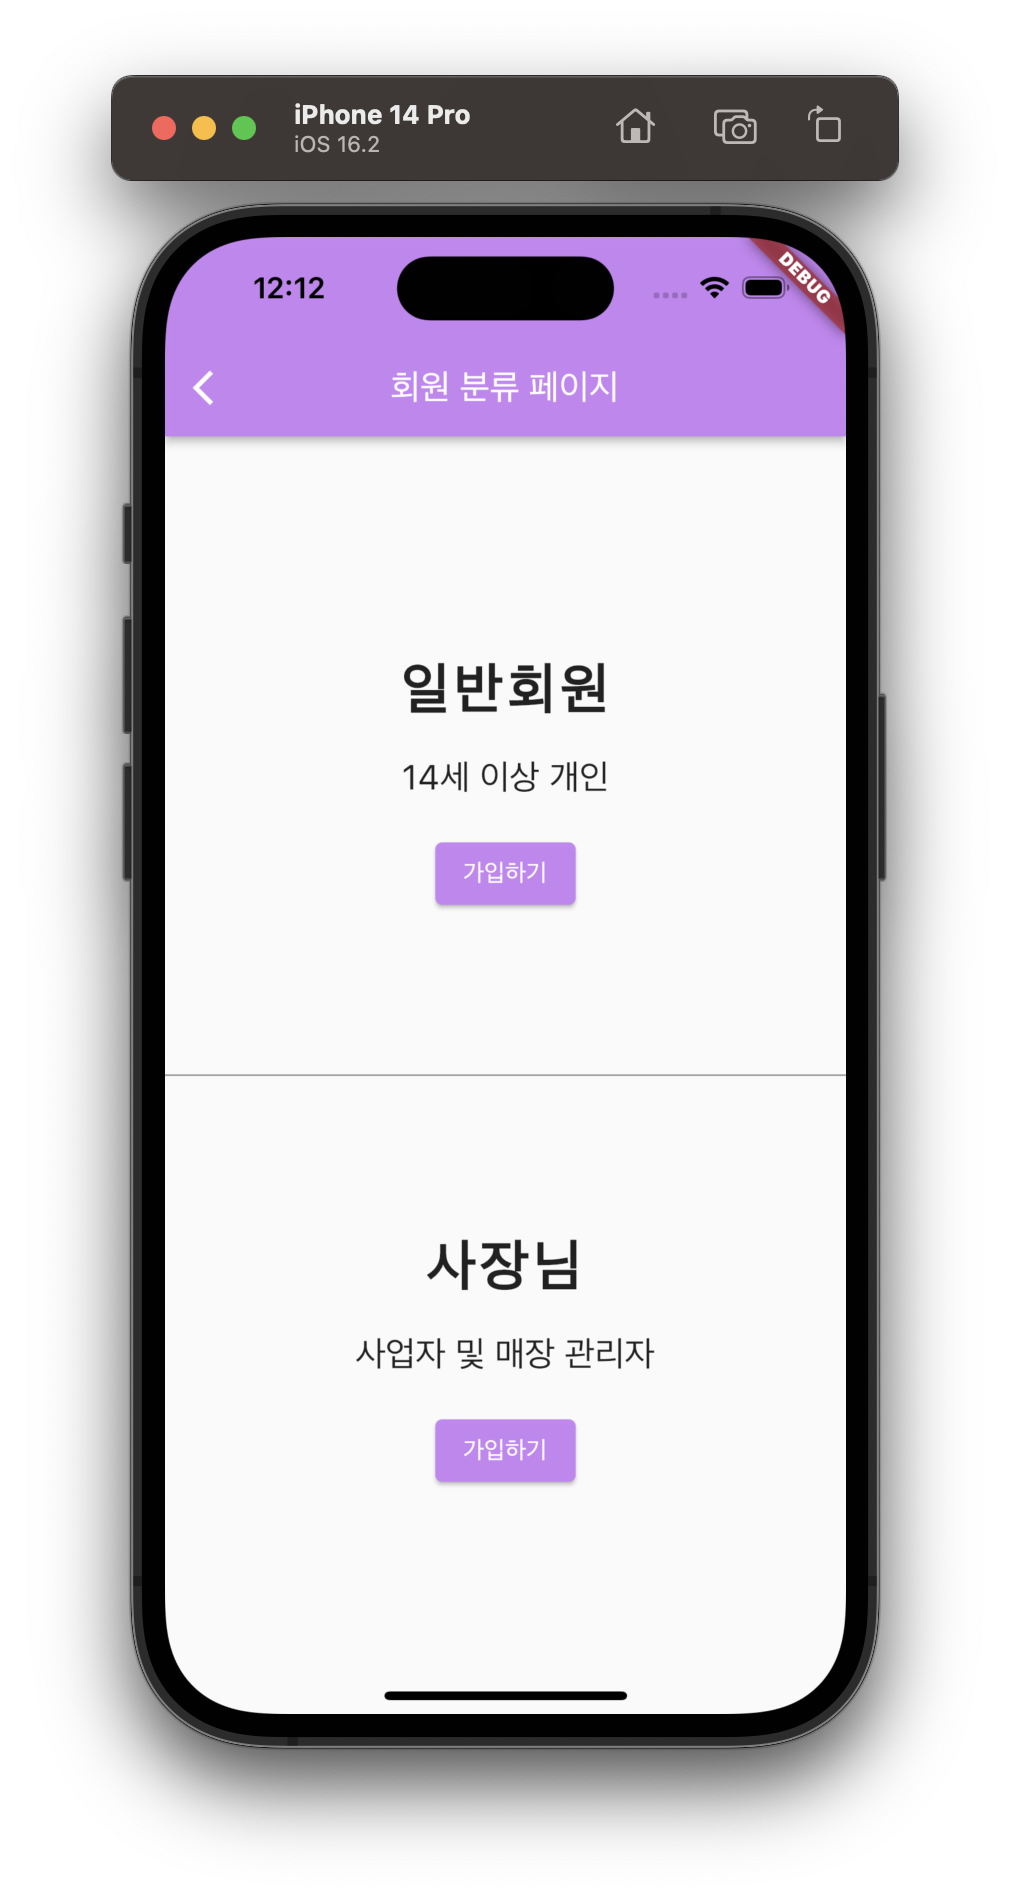 iPhone 14 Pro
iOS 16.2
12:12
DEBUG
회원 분류 페이지
일반회원
14세 이상 개인
가입하기
사장님
사업자 및 매장 관리자
가입하기